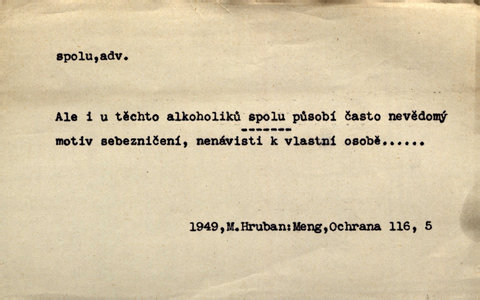 spolu,adv.
Ale i u těchto alkoholiků spolu působí často nevědomý
motiv sebezničení, nenávisti k vlastní osobě......
1949,M.Hruban:Meng,Ochrana 116, 5